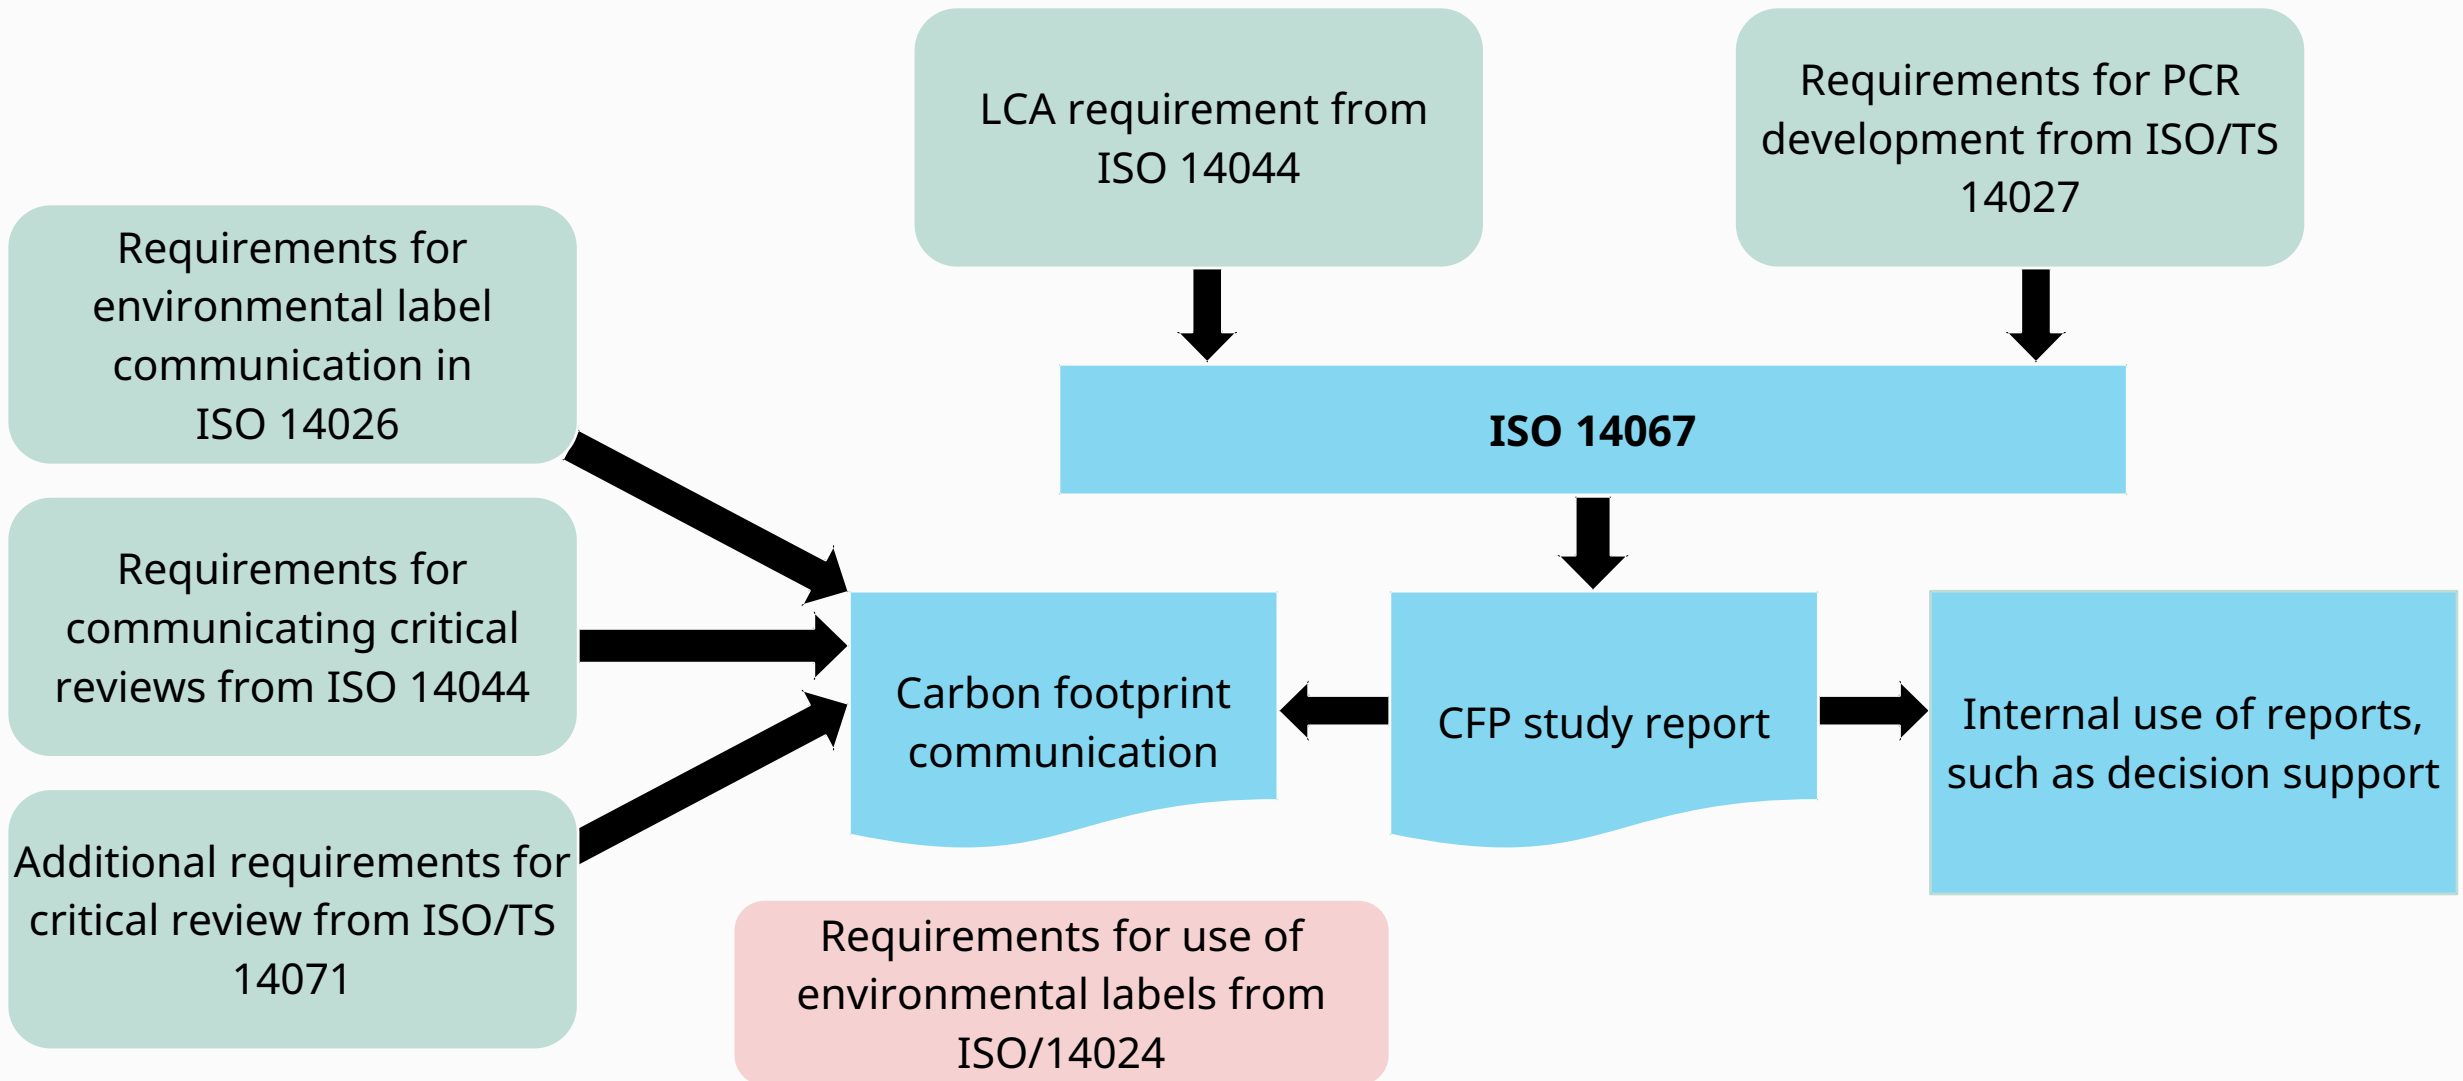 LCA requirement from
ISO 14044
Requirements for PCR
development from ISO/TS
14027
Requirements for
environmental label
communication in
ISO 14026
ISO 14067
Requirements for
communicating critical
reviews from ISO 14044
Carbon footprint
communication
CFP study report
Internal use of reports,
such as decision support
Additional requirements for
critical review from ISO/TS
14071
Requirements for use of
environmental labels from
ISO/14024